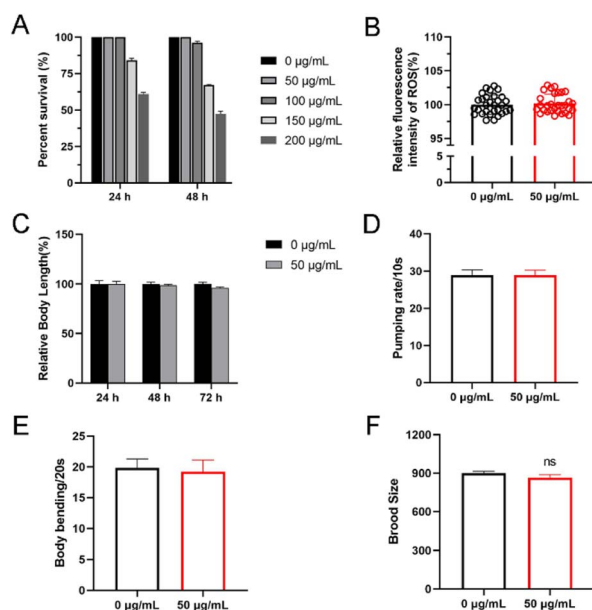 A
Percent survival (%)
100
75
50
25
0
24 h
48 h
0 μg/mL
50 μg/mL
100 μg/mL
150 μg/mL
200 μg/mL
B
Relative fluorescence
intensity of ROS(%)
110
105
100
95
5
0
0 μg/mL
50 μg/mL
C
Relative Body Length(%)
150
100
50
0
24 h
48 h
72 h
0 μg/mL
50 μg/mL
D
Pumping rate/10s
40
30
20
10
0
0 μg/mL
50 μg/mL
E
Body bending/20s
25
20
15
10
5
0
0 μg/mL
50 μg/mL
F
Brood Size
1200
900
600
300
0
ns
0 μg/mL
50 μg/mL